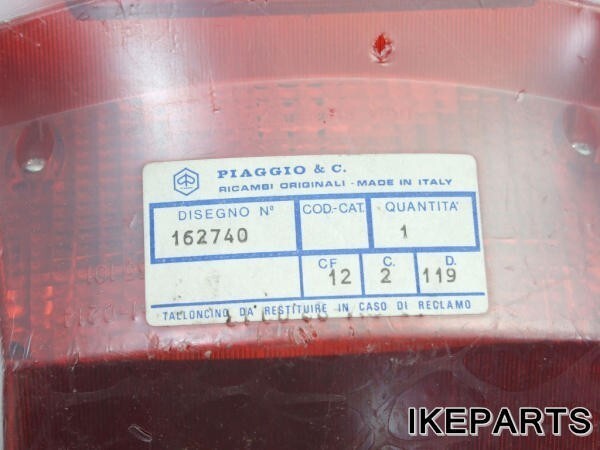 PIAGGIO & C.
RICAMBI ORIGINALI - MADE IN ITALY
DISEGNO N° COD.-CAT. QUANTITA'
162740 1
CF 12 C. 2 D. 119
TALLONCINO DA RESTITUIRE IN CASO DI RECLAMO
IKEPARTS